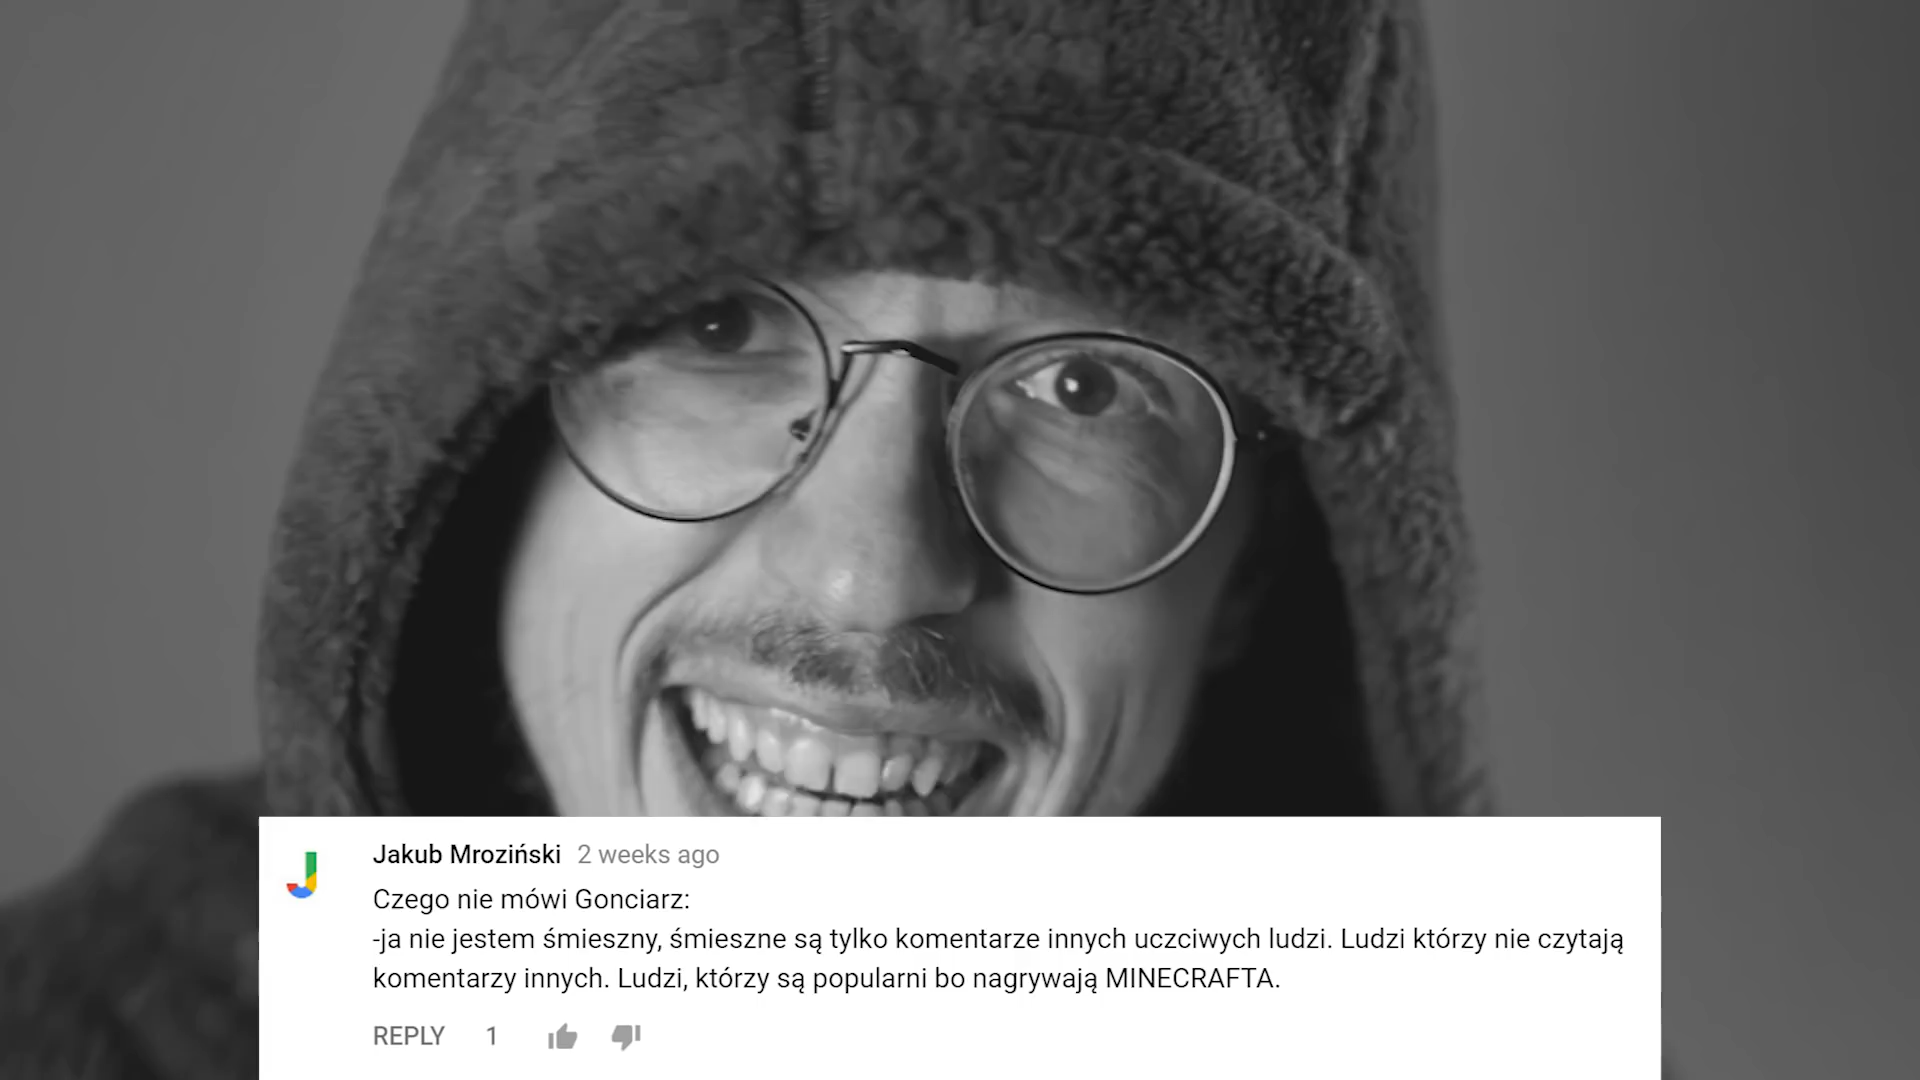 Jakub Mroziński 2 weeks ago
Czego nie mówi Gonciarz:
-ja nie jestem śmieszny, śmieszne są tylko komentarze innych uczciwych ludzi. Ludzi którzy nie czytają
komentarzy innych. Ludzi, którzy są popularni bo nagrywają MINECRAFTA.
REPLY 1